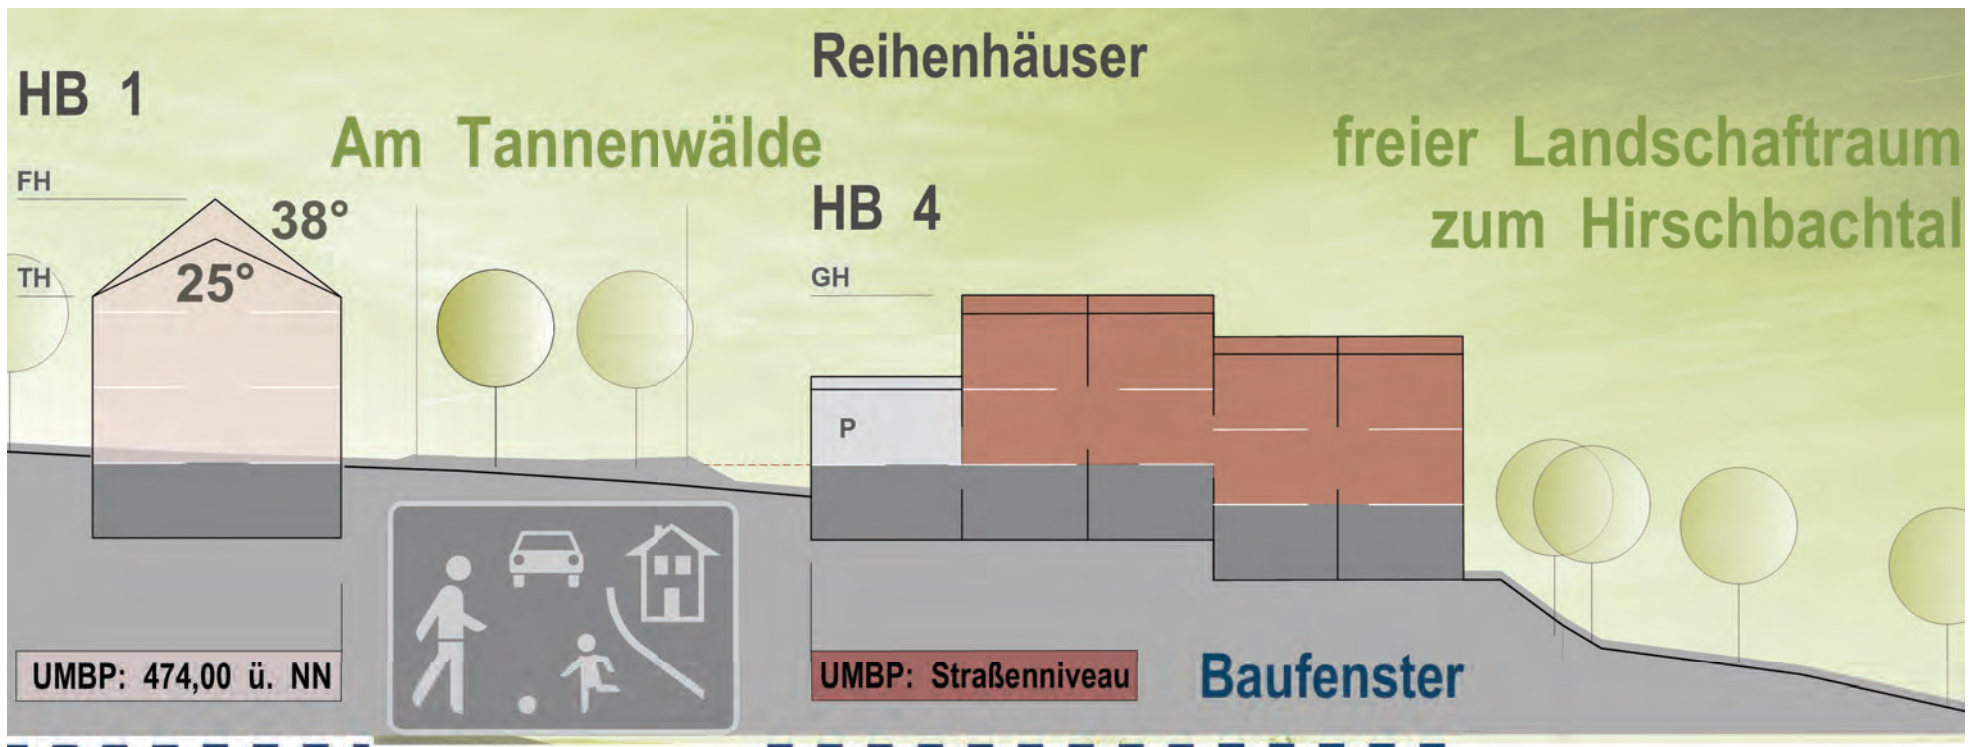 Reihenhäuser
HB 1
Am Tannenwälde
freier Landschaftraum
zum Hirschbachtal
FH
38°
HB 4
TH
25°
GH
P
UMBP: 474,00 ü. NN
UMBP: Straßenniveau
Baufenster